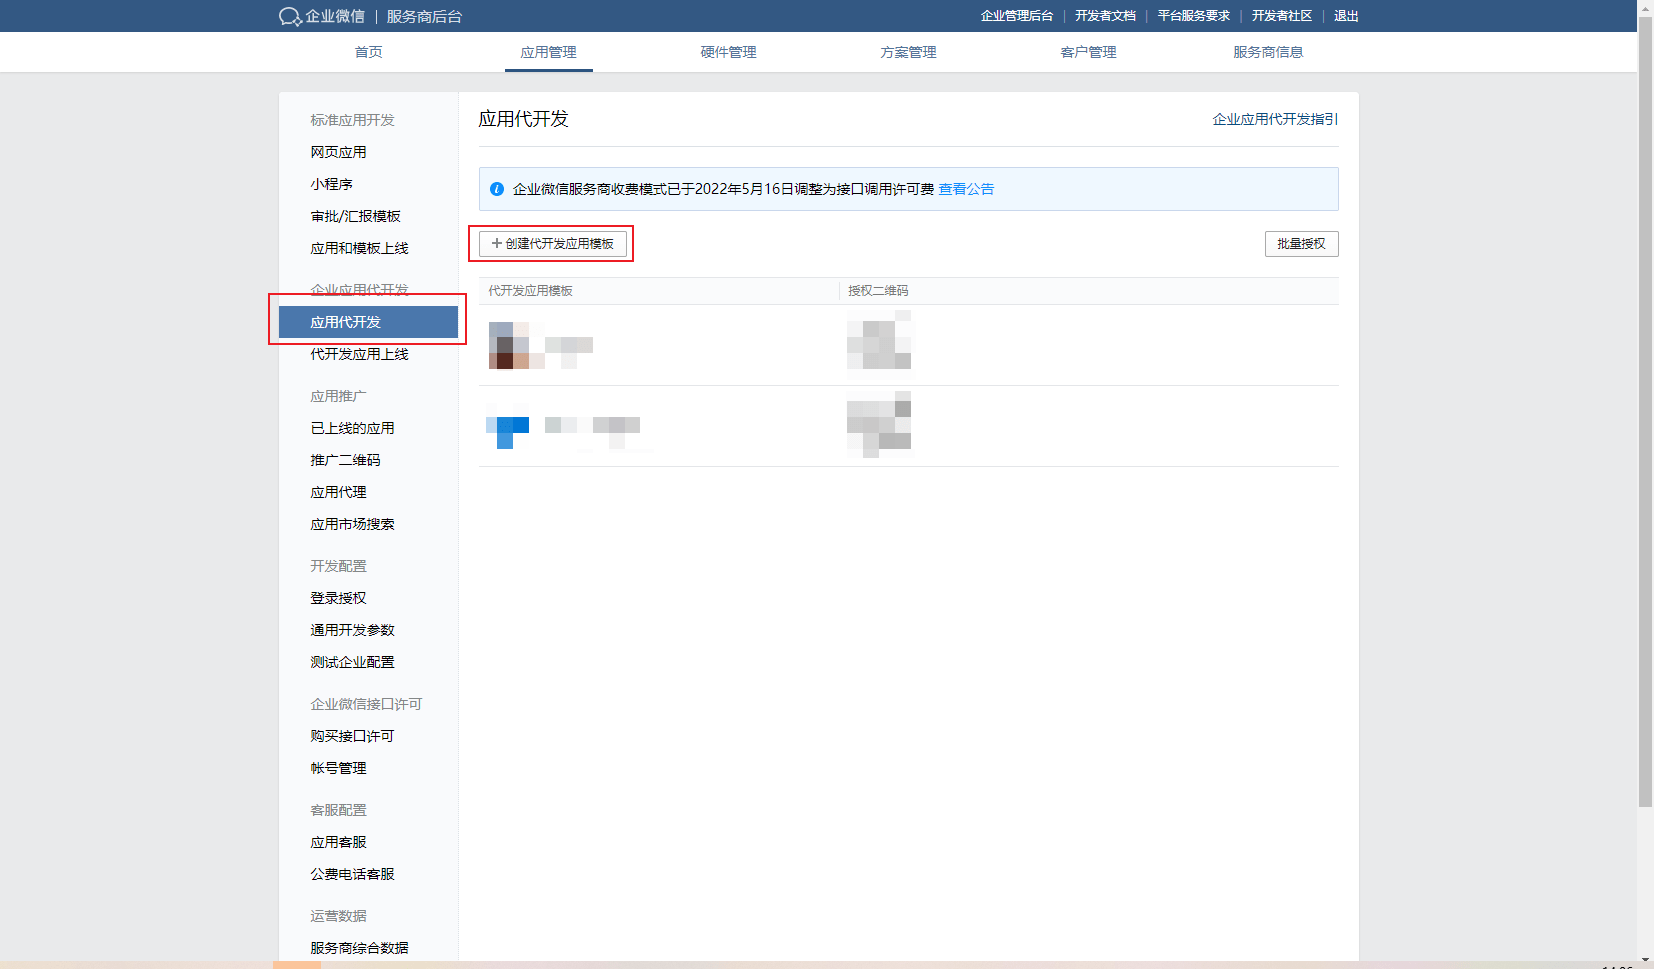 企业微信 | 服务商后台
企业管理后台 | 开发者文档 | 平台服务要求 | 开发者社区 | 退出
首页 应用管理 硬件管理 方案管理 客户管理 服务商信息
标准应用开发
网页应用
小程序
审批/汇报模板
应用和模板上线
企业应用代开发
应用代开发
代开发应用上线
应用推广
已上线的应用
推广二维码
应用代理
应用市场搜索
开发配置
登录授权
通用开发参数
测试企业配置
企业微信接口许可
购买接口许可
帐号管理
客服配置
应用客服
公费电话客服
运营数据
服务商综合数据
应用代开发
企业应用代开发指引
企业微信服务商收费模式已于2022年5月16日调整为接口调用许可费 查看公告
+ 创建代开发应用模板
批量授权
代开发应用模板 授权二维码